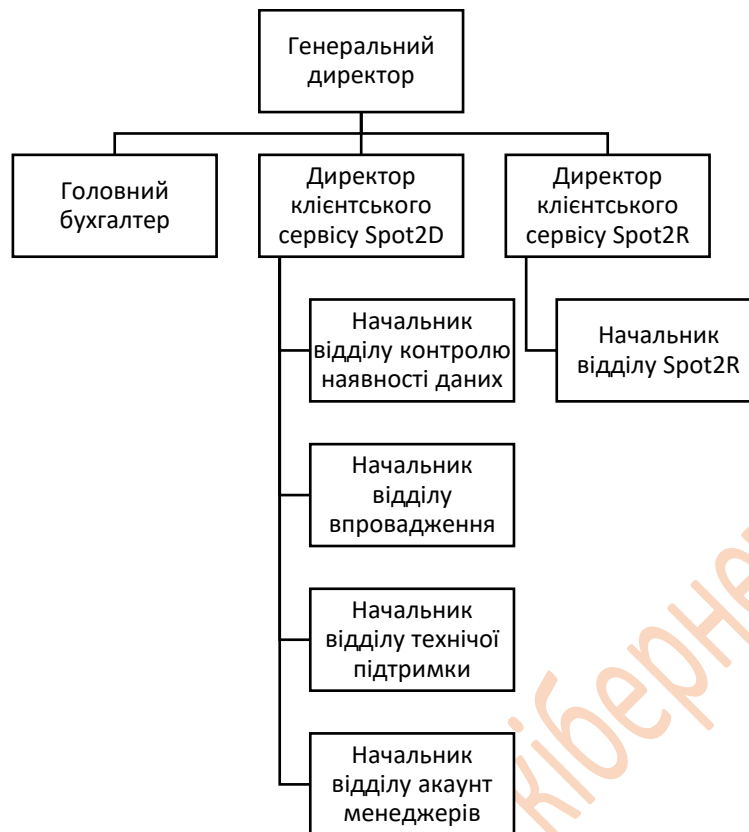 Генеральний
директор
Головний
бухгалтер
Директор
клієнтського
сервісу Spot2D
Директор
клієнтського
сервісу Spot2R
Начальник
відділу контролю
наявності даних
Начальник
відділу Spot2R
Начальник
відділу
впровадження
Начальник
відділу технічої
підтримки
Начальник
відділу акаунт
менеджерів